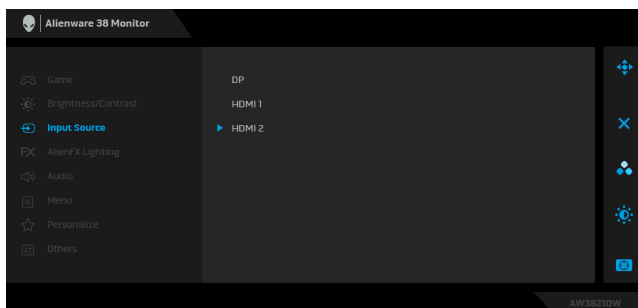 Alienware 38 Monitor
Game
Brightness/Contrast
Input Source
AlienFX Lighting
Audio
Menu
Personalize
Others
DP
HDMI 1
HDMI 2
FX
AW3821DW